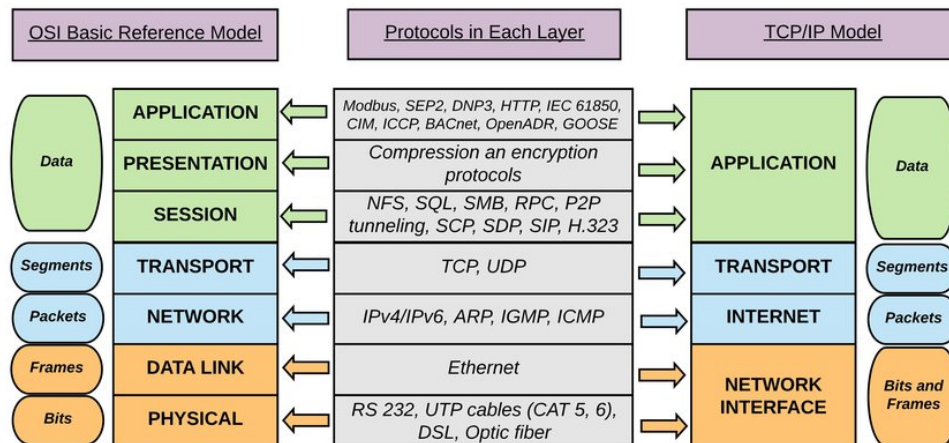 OSI Basic Reference Model
Protocols in Each Layer
TCP/IP Model
Data
APPLICATION
Modbus, SEP2, DNP3, HTTP, IEC 61850,
CIM, ICCP, BACnet, OpenADR, GOOSE
PRESENTATION
Compression an encryption
protocols
APPLICATION
Data
SESSION
NFS, SQL, SMB, RPC, P2P
tunneling, SCP, SDP, SIP, H.323
Segments
TRANSPORT
TCP, UDP
TRANSPORT
Segments
Packets
NETWORK
IPv4/IPv6, ARP, IGMP, ICMP
INTERNET
Packets
Frames
DATA LINK
Ethernet
NETWORK
INTERFACE
Bits and
Frames
Bits
PHYSICAL
RS 232, UTP cables (CAT 5, 6),
DSL, Optic fiber